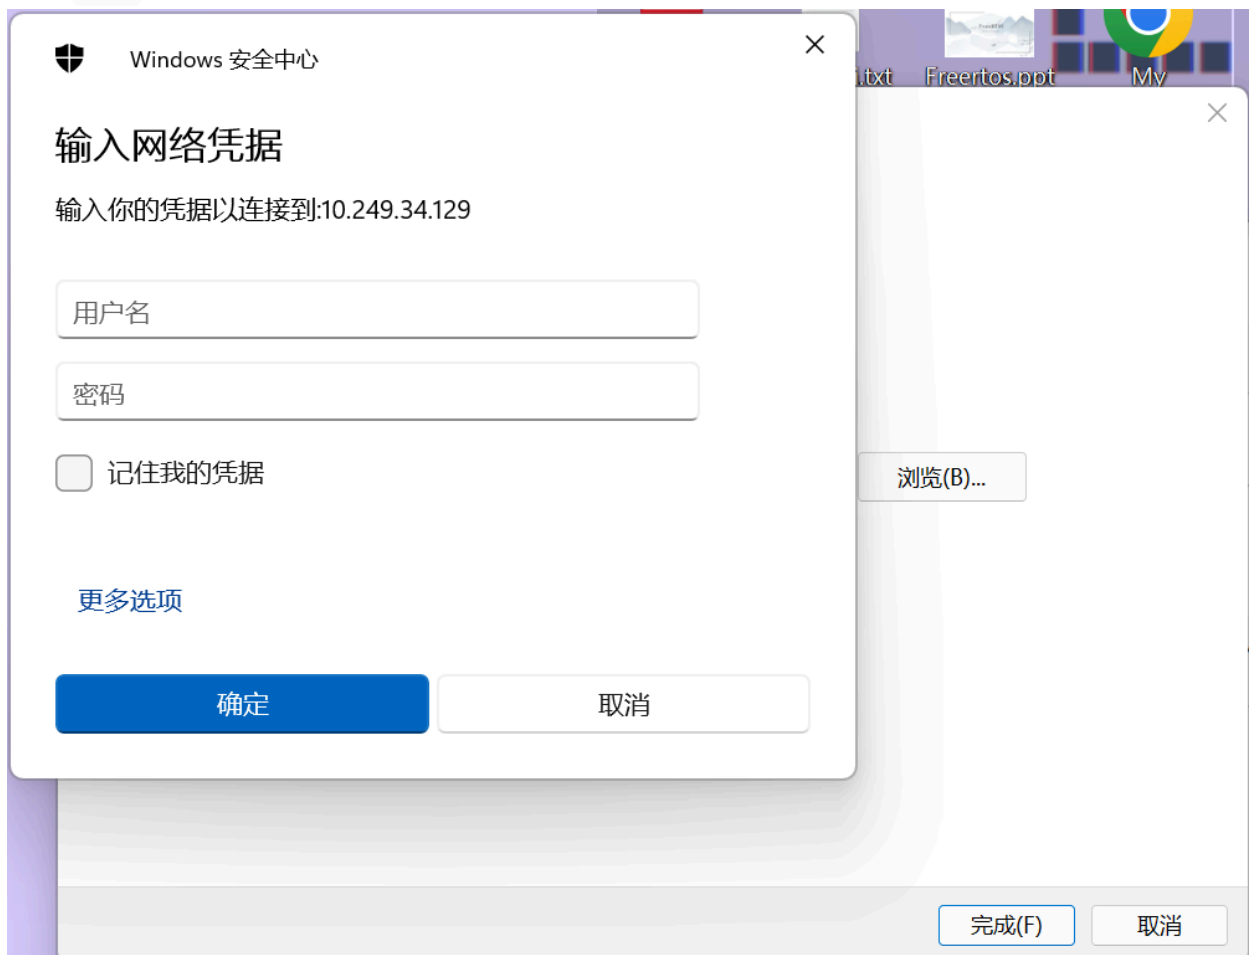 Windows 安全中心
输入网络凭据
输入你的凭据以连接到:10.249.34.129
用户名
密码
记住我的凭据
更多选项
确定
取消
i.txt
Freertos.ppt
My
浏览(B)...
完成(F)
取消